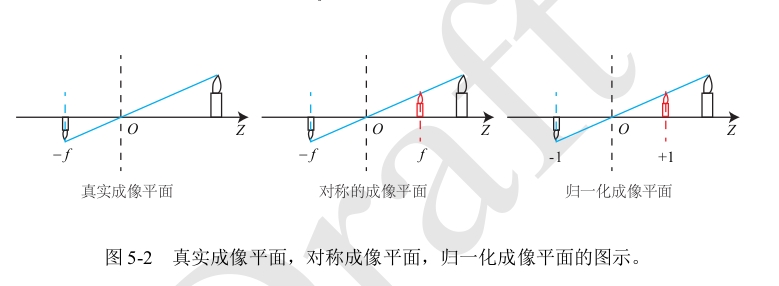 O Z O Z O Z
−f −f f -1 +1
真实成像平面 对称的成像平面 归一化成像平面
图 5-2 真实成像平面，对称成像平面，归一化成像平面的图示。
Draft